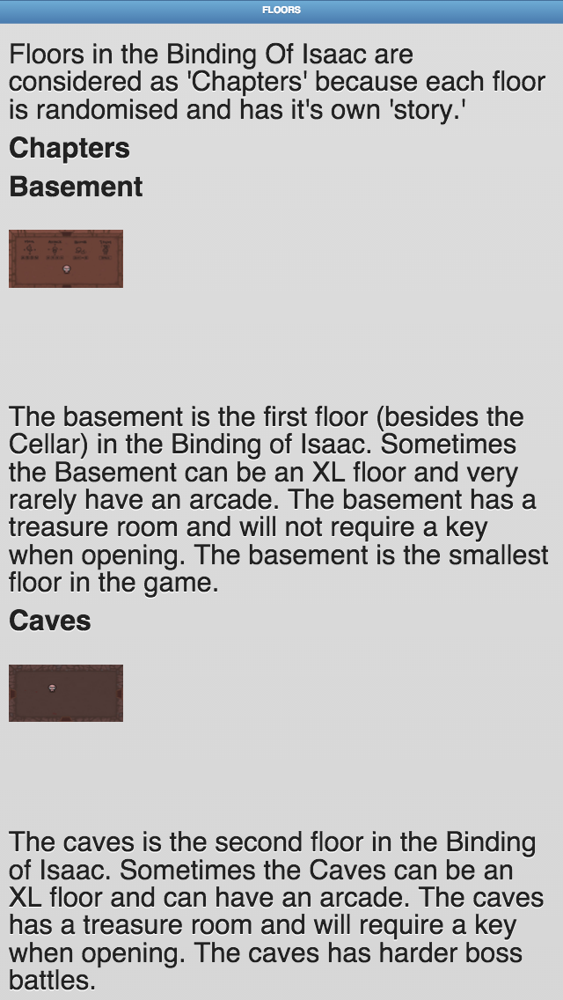 FLOORS
Floors in the Binding Of Isaac are
considered as 'Chapters' because each floor
is randomised and has it's own 'story.'
Chapters
Basement
The basement is the first floor (besides the
Cellar) in the Binding of Isaac. Sometimes
the Basement can be an XL floor and very
rarely have an arcade. The basement has a
treasure room and will not require a key
when opening. The basement is the smallest
floor in the game.
Caves
The caves is the second floor in the Binding
of Isaac. Sometimes the Caves can be an
XL floor and can have an arcade. The caves
has a treasure room and will require a key
when opening. The caves has harder boss
battles.